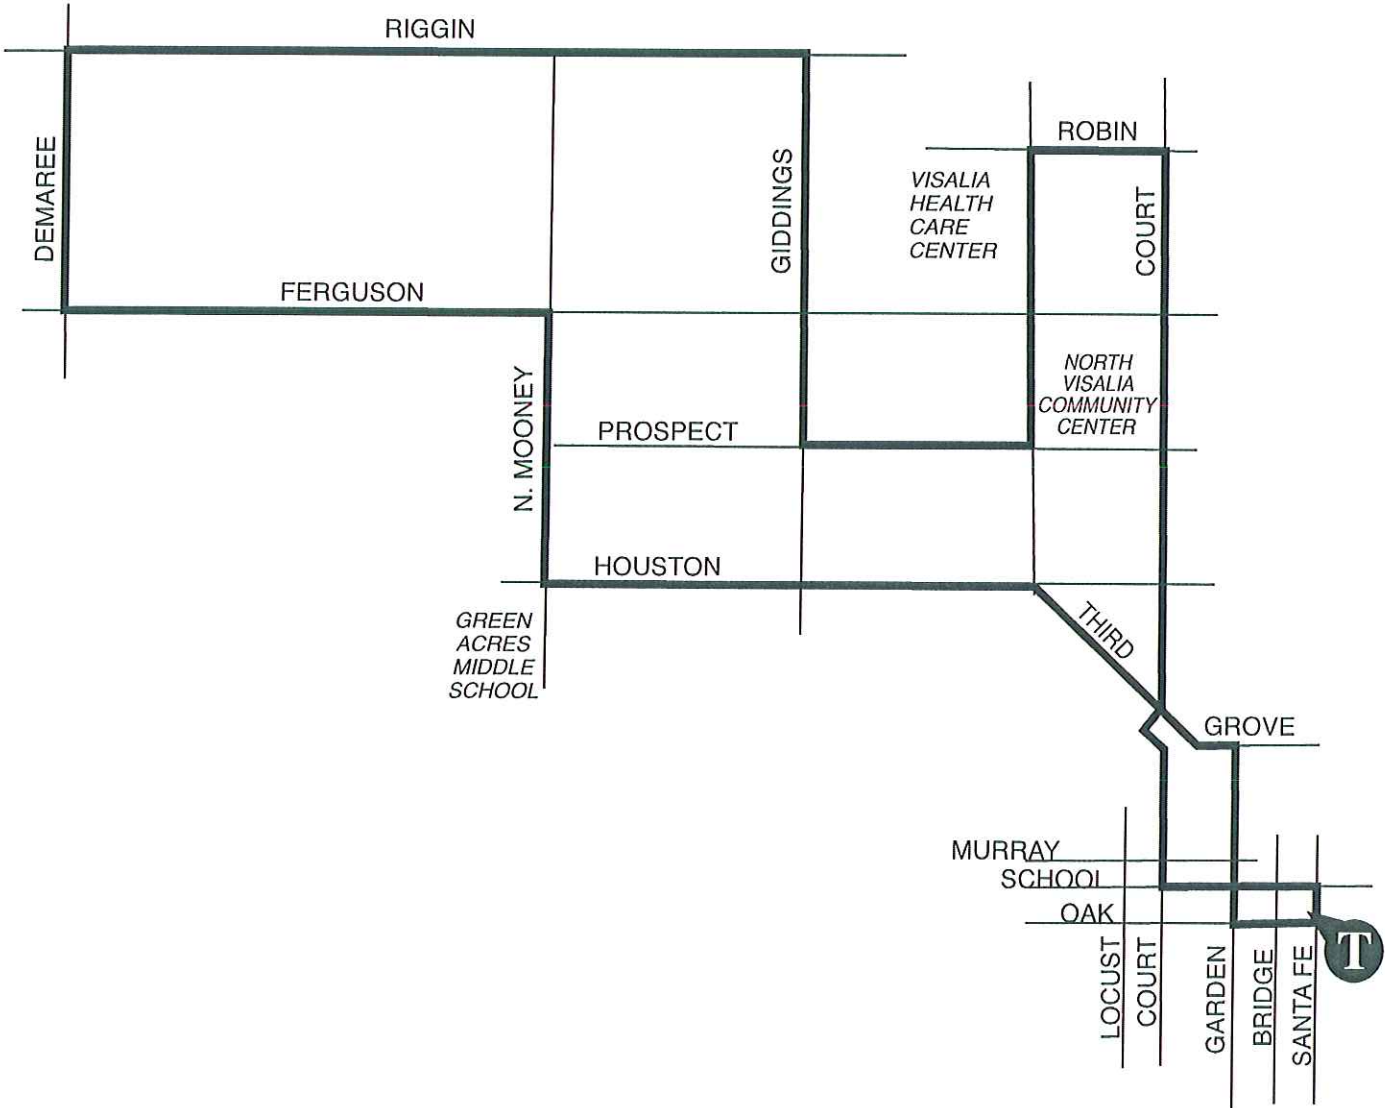 RIGGIN
DEMAREE
GIDDINGS
ROBIN
VISALIA
HEALTH
CARE
CENTER
COURT
FERGUSON
NORTH
VISALIA
COMMUNITY
CENTER
N. MOONEY
PROSPECT
HOUSTON
GREEN
ACRES
MIDDLE
SCHOOL
THIRD
GROVE
MURRAY
SCHOOL
OAK
T
LOCUST
COURT
GARDEN
BRIDGE
SANTA FE